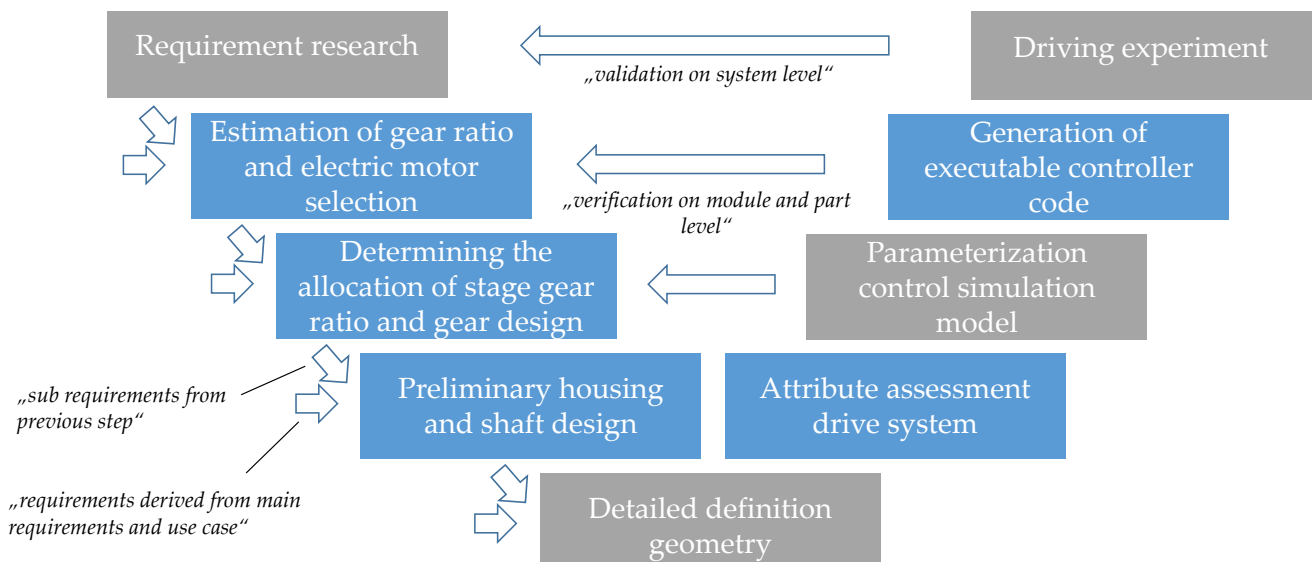 Requirement research
Driving experiment
„validation on system level“
Estimation of gear ratio
and electric motor
selection
Generation of
executable controller
code
„verification on module and part
level“
Determining the
allocation of stage gear
ratio and gear design
Parameterization
control simulation
model
„sub requirements from
previous step“
Preliminary housing
and shaft design
Attribute assessment
drive system
„requirements derived from main
requirements and use case“
Detailed definition
geometry